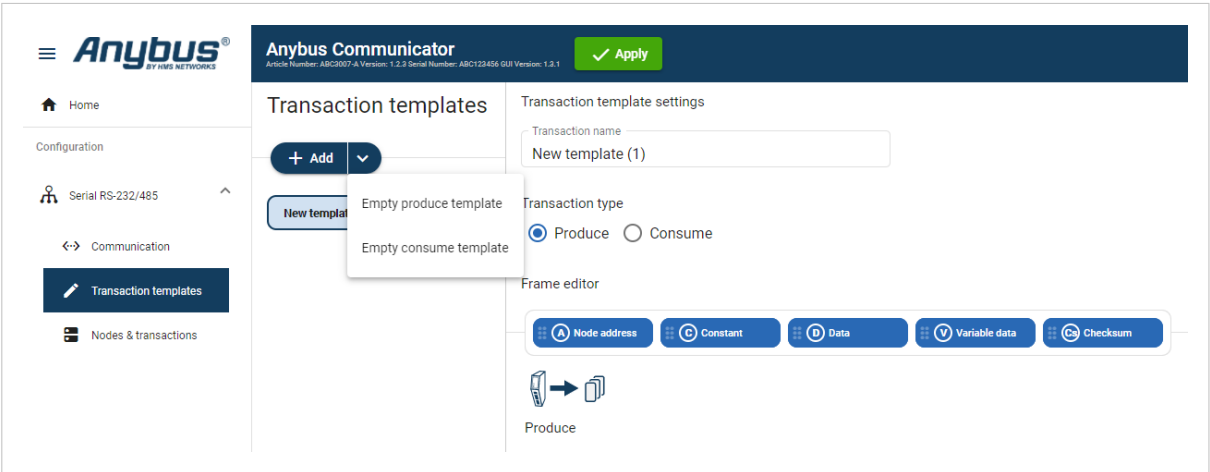 Anybus®
BY HMS NETWORKS
Anybus Communicator
Article Number: ABC3007-A Version: 1.2.3 Serial Number: ABC123456 GUI Version: 1.3.1
Apply
Home
Configuration
Serial RS-232/485
Communication
Transaction templates
Nodes & transactions
Transaction templates
Add
Empty produce template
Empty consume template
New templat
Transaction template settings
Transaction name
New template (1)
Transaction type
Produce Consume
Frame editor
A Node address C Constant D Data V Variable data Cs Checksum
Produce